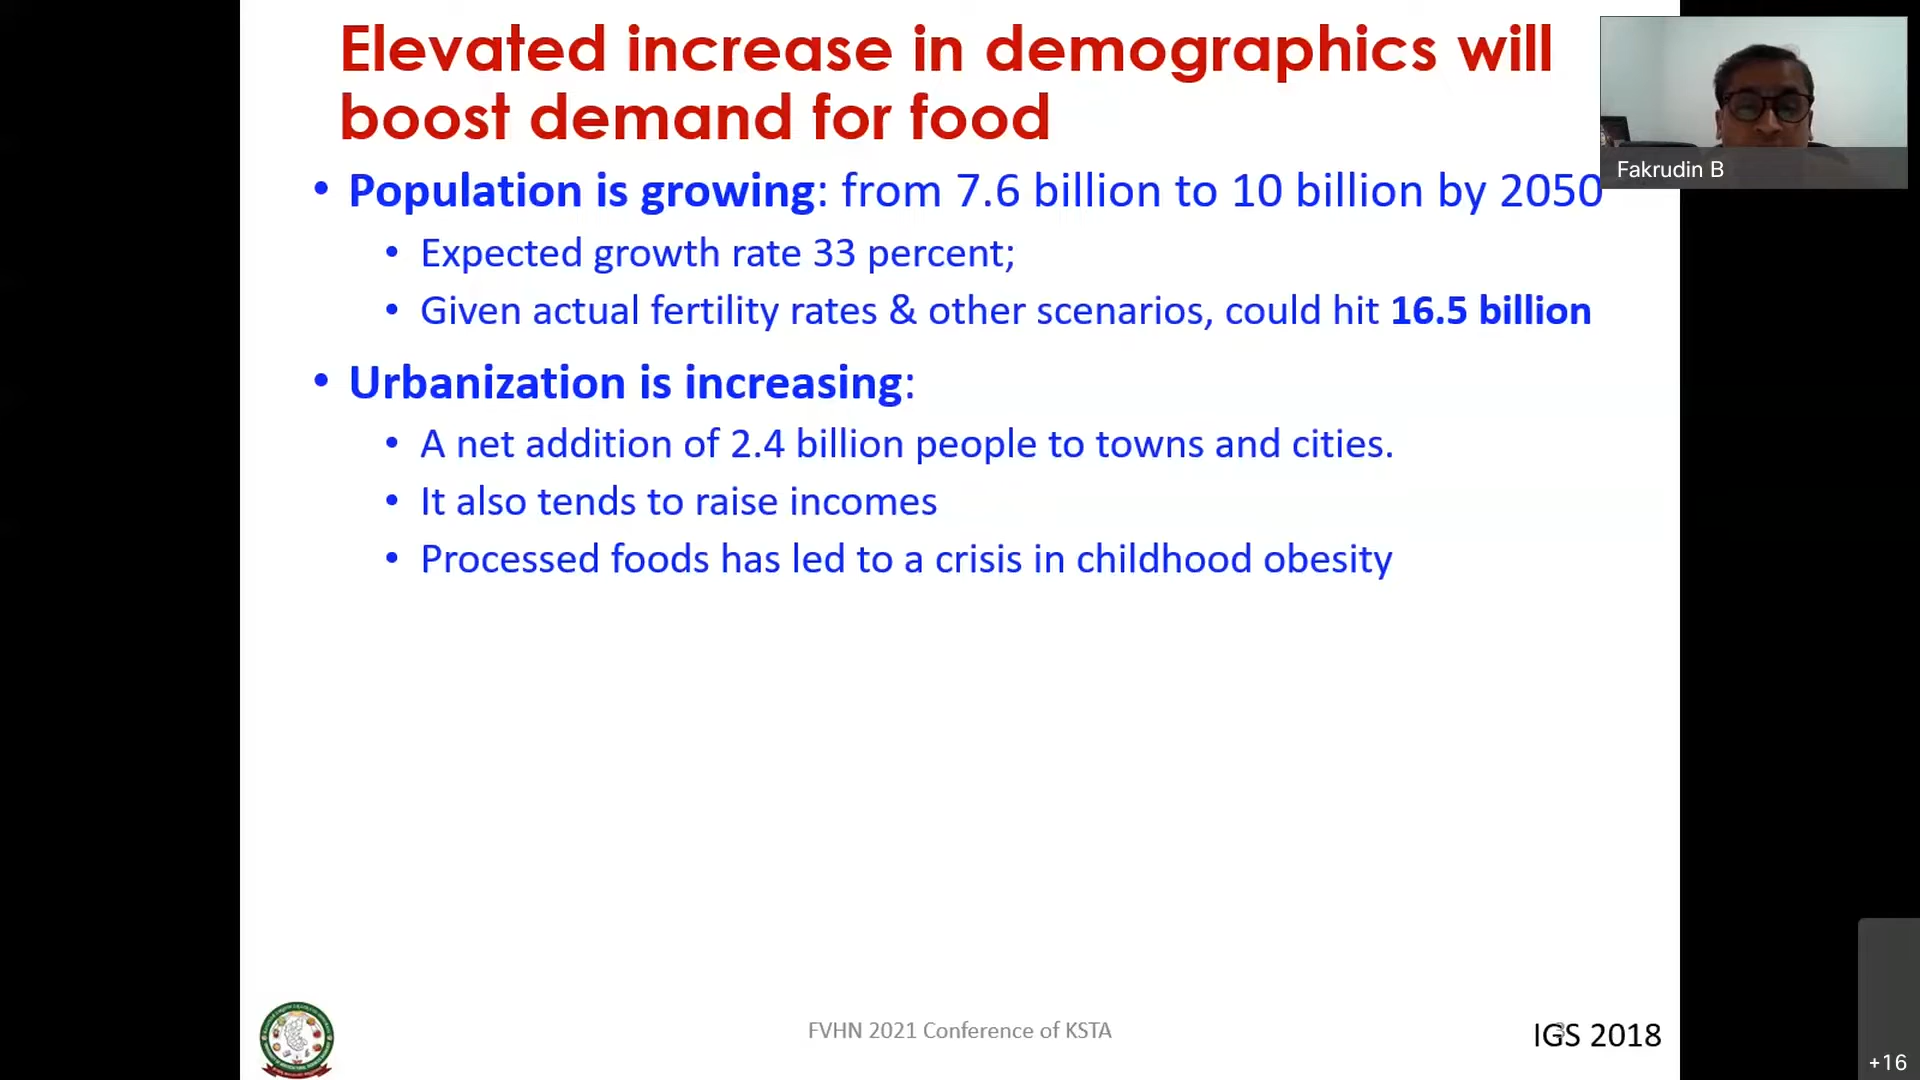 Elevated increase in demographics will
boost demand for food
• Population is growing: from 7.6 billion to 10 billion by 2050
• Expected growth rate 33 percent;
• Given actual fertility rates & other scenarios, could hit 16.5 billion
• Urbanization is increasing:
• A net addition of 2.4 billion people to towns and cities.
• It also tends to raise incomes
• Processed foods has led to a crisis in childhood obesity
Fakrudin B
FVHN 2021 Conference of KSTA
3
IGS 2018
+16